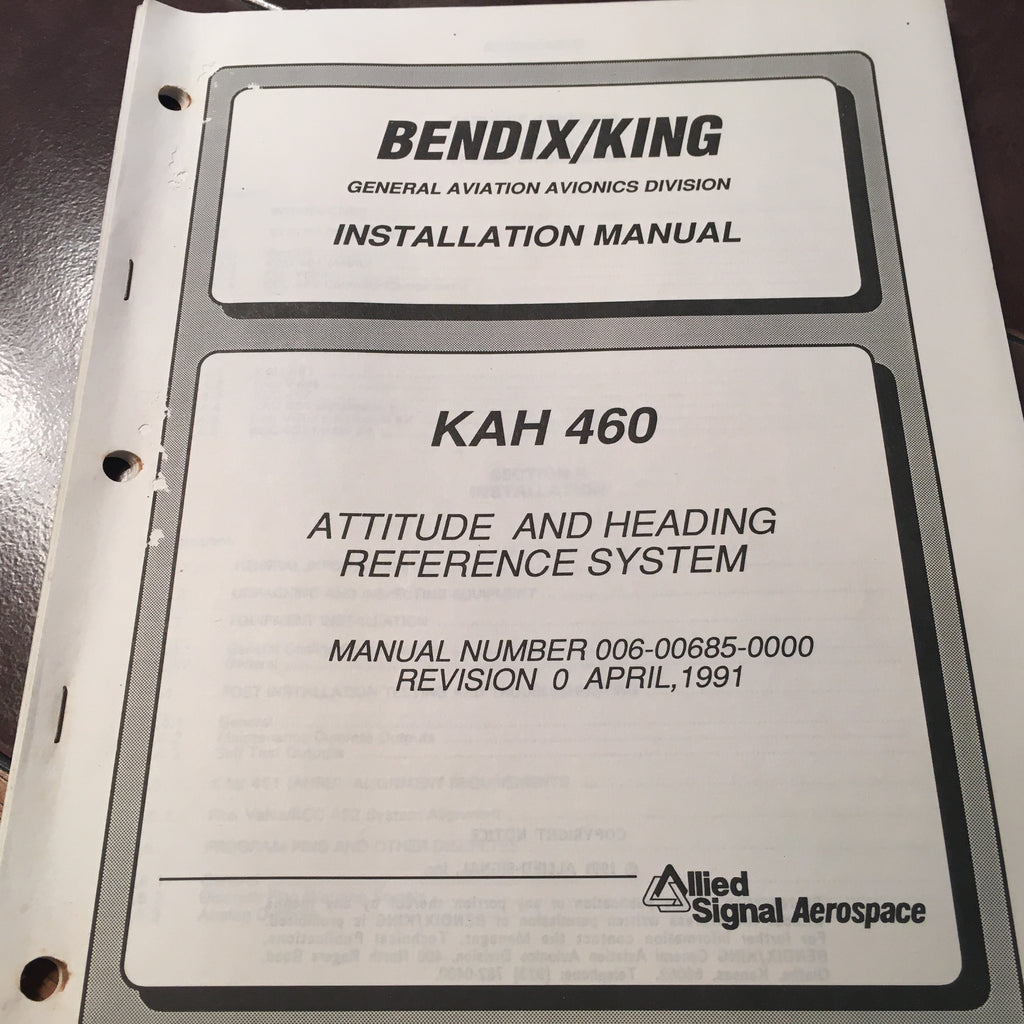 BENDIX/KING
GENERAL AVIATION AVIONICS DIVISION
INSTALLATION MANUAL
KAH 460
ATTITUDE AND HEADING
REFERENCE SYSTEM
MANUAL NUMBER 006-00685-0000
REVISION 0 APRIL, 1991
Allied
Signal Aerospace